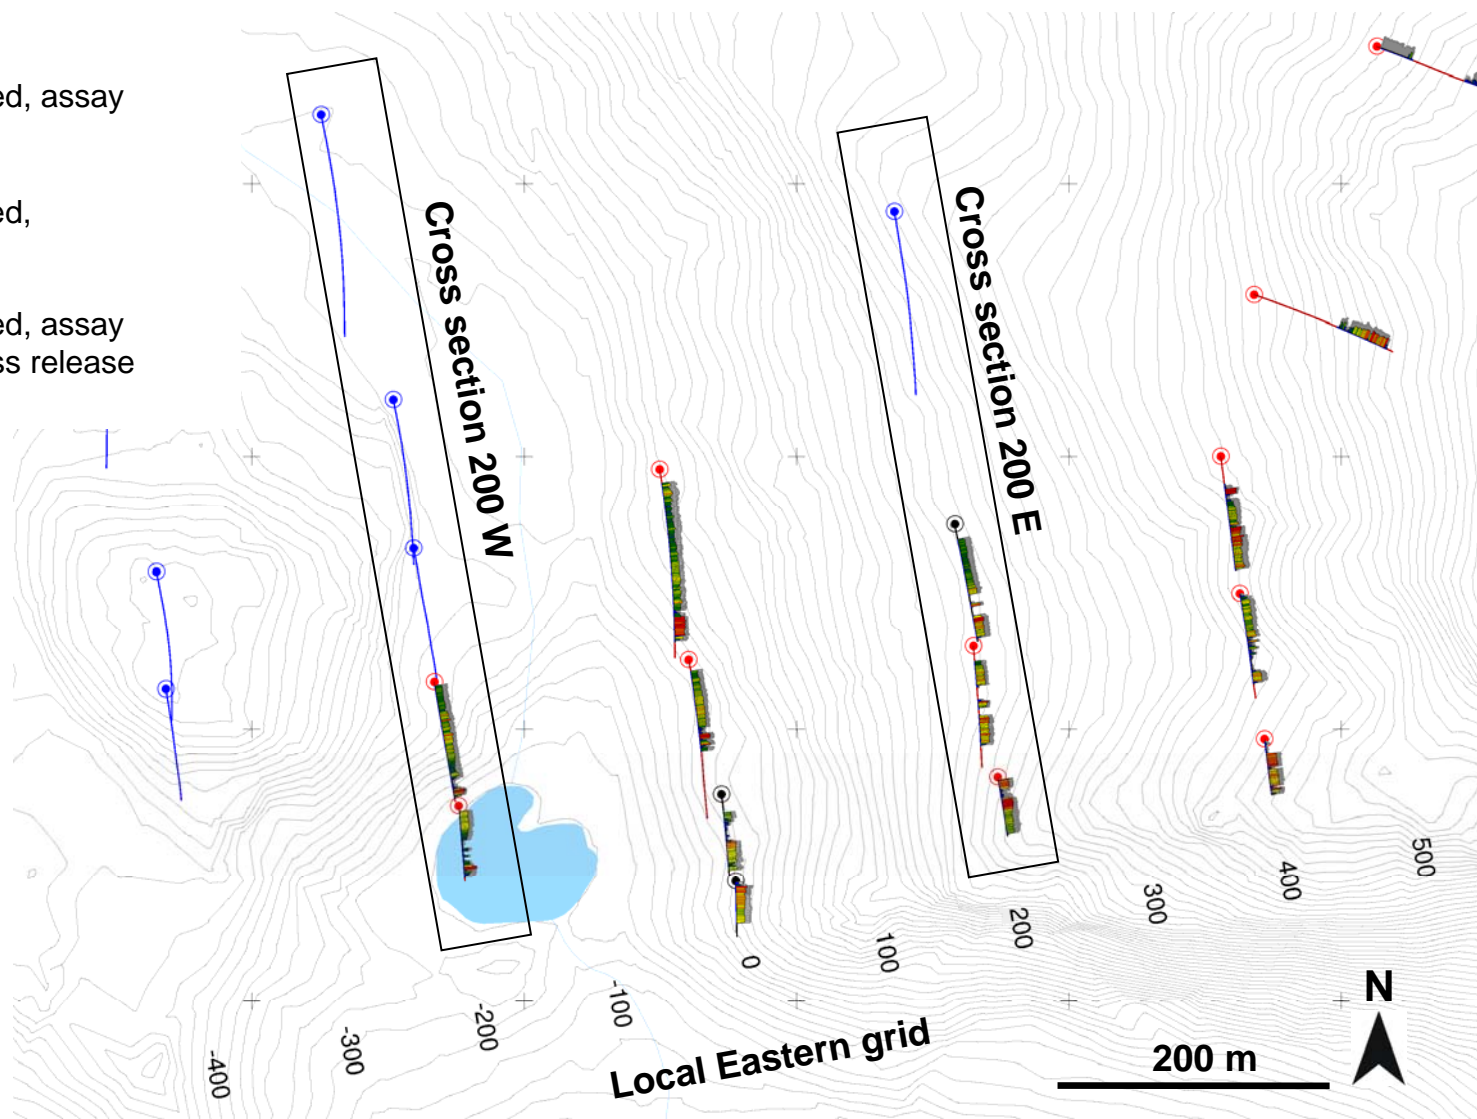 ed, assay
ed,
ed, assay
ss release
Cross section 200 W
Cross section 200 E
-400
-300
-200
-100
0
100
200
300
400
500
Local Eastern grid
200 m
N